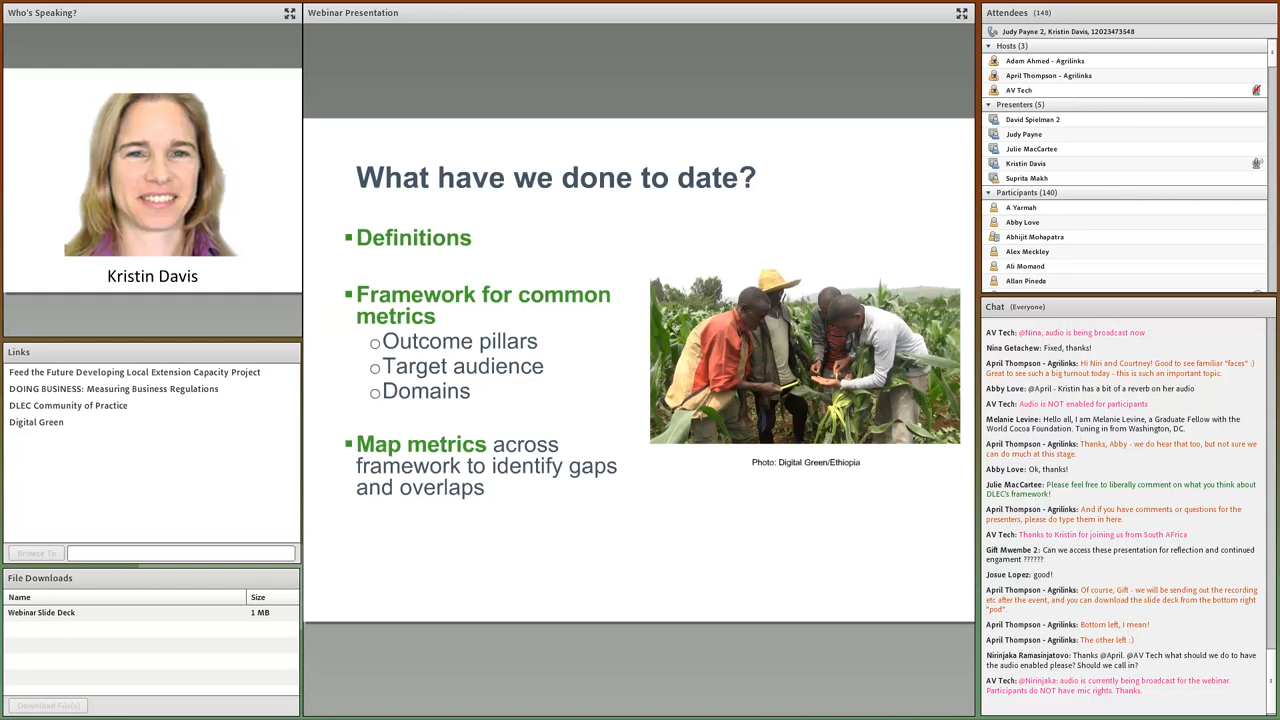 Who's Speaking?
Kristin Davis
Links
Feed the Future Developing Local Extension Capacity Project
DOING BUSINESS: Measuring Business Regulations
DLEC Community of Practice
Digital Green
Browse To
File Downloads
Name Size
Webinar Slide Deck 1 MB
Download File(s)
Webinar Presentation
What have we done to date?
▪Definitions
▪Framework for common
metrics
○Outcome pillars
○Target audience
○Domains
▪Map metrics across
framework to identify gaps
and overlaps
Photo: Digital Green/Ethiopia
Attendees (148)
Judy Payne 2, Kristin Davis, 12023473548
Hosts (3)
Adam Ahmed - Agrilinks
April Thompson - Agrilinks
AV Tech
Presenters (5)
David Spielman 2
Judy Payne
Julie MacCartee
Kristin Davis
Suprita Makh
Participants (140)
A Yarmah
Abby Love
Abhijit Mohapatra
Alex Meckley
Ali Momand
Allan Pineda
Chat (Everyone)
AV Tech: @Nina, audio is being broadcast now
Nina Getachew: Fixed, thanks!
April Thompson - Agrilinks: Hi Niri and Courtney! Good to see familiar "faces" :)
Great to see such a big turnout today - this is such an important topic.
Abby Love: @April - Kristin has a bit of a reverb on her audio
AV Tech: Audio is NOT enabled for participants
Melanie Levine: Hello all, I am Melanie Levine, a Graduate Fellow with the
World Cocoa Foundation. Tuning in from Washington, DC.
April Thompson - Agrilinks: Thanks, Abby - we do hear that too, but not sure we
can do much at this stage.
Abby Love: Ok, thanks!
Julie MacCartee: Please feel free to liberally comment on what you think about
DLEC's framework!
April Thompson - Agrilinks: And if you have comments or questions for the
presenters, please do type them in here.
AV Tech: Thanks to Kristin for joining us from South AFrica
Gift Mwembe 2: Can we access these presentation for reflection and continued
engament ??????
Josue Lopez: good!
April Thompson - Agrilinks: Of course, Gift - we will be sending out the recording
etc after the event, and you can download the slide deck from the bottom right
"pod".
April Thompson - Agrilinks: Bottom left, I mean!
April Thompson - Agrilinks: The other left :)
Nirinjaka Ramasinjatovo: Thanks @April. @AV Tech what should we do to have
the audio enabled please? Should we call in?
AV Tech: @Nirinjaka: audio is currently being broadcast for the webinar.
Participants do NOT have mic rights. Thanks.